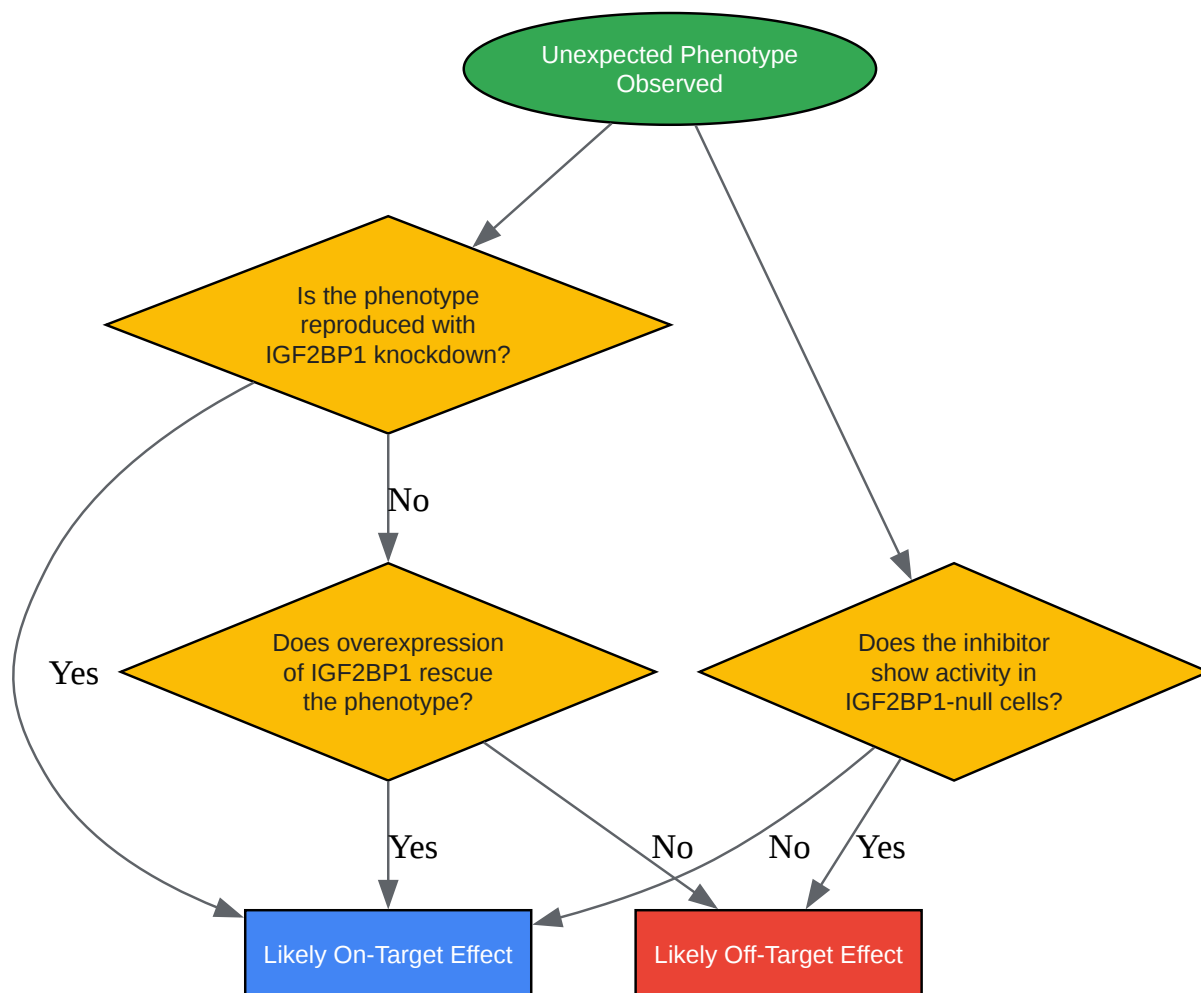 Unexpected Phenotype
Observed
Is the phenotype
reproduced with
IGF2BP1 knockdown?
No
Does overexpression
of IGF2BP1 rescue
the phenotype?
Does the inhibitor
show activity in
IGF2BP1-null cells?
Yes
Yes
No
No
Yes
Likely On-Target Effect
Likely Off-Target Effect